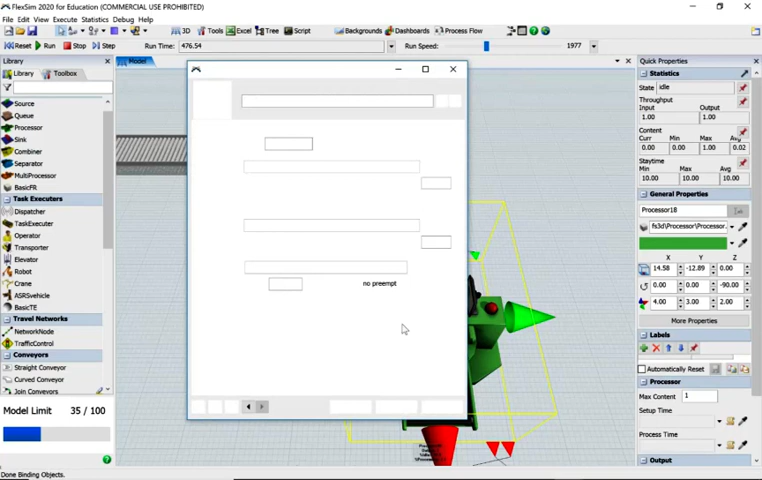 FlexSim 2020 for Education (COMMERCIAL USE PROHIBITED)
File Edit View Execute Statistics Debug Help
3D Tools Excel Tree Script Backgrounds Dashboards Process Flow
Reset Run Stop Step Run Time: 476.54 Run Speed: 1977
Library
Library Toolbox
Source
Queue
Processor
Sink
Combiner
Separator
MultiProcessor
BasicFR
Task Executers
Dispatcher
TaskExecuter
Operator
Transporter
Elevator
Robot
Crane
ASRSvehicle
BasicTE
Travel Networks
NetworkNode
TrafficControl
Conveyors
Straight Conveyor
Curved Conveyor
Join Conveyors
Model Limit 35 / 100
Done Binding Objects.
Model
no preempt
Quick Properties
Statistics
State idle
Throughput
Input Output
1.00 1.00
Content
Curr Min Max Avg
0.00 0.00 1.00 0.02
Staytime
Min Max Avg
10.00 10.00 10.00
General Properties
Processor18
fs3d\Processor\Processor.
X Y Z
14.58 -12.89 0.00
0.00 0.00 -90.00
4.00 3.00 2.00
More Properties
Labels
Automatically Reset
Processor
Max Content 1
Setup Time
Process Time
Output